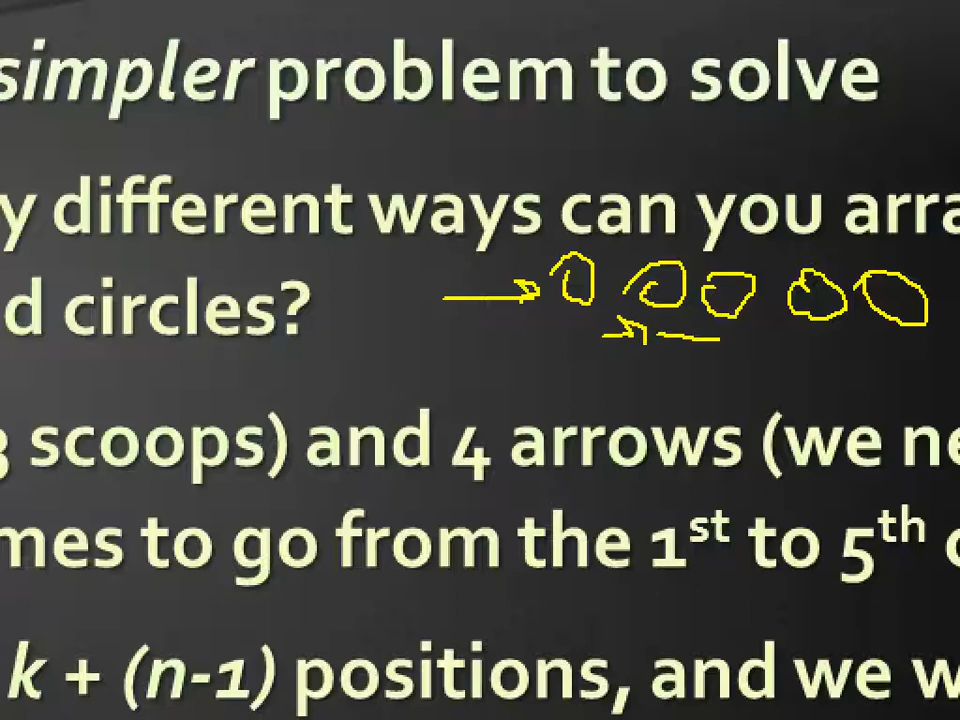 simpler problem to solve
y different ways can you arra
d circles?
3 scoops) and 4 arrows (we ne
mes to go from the 1st to 5th
k + (n-1) positions, and we w